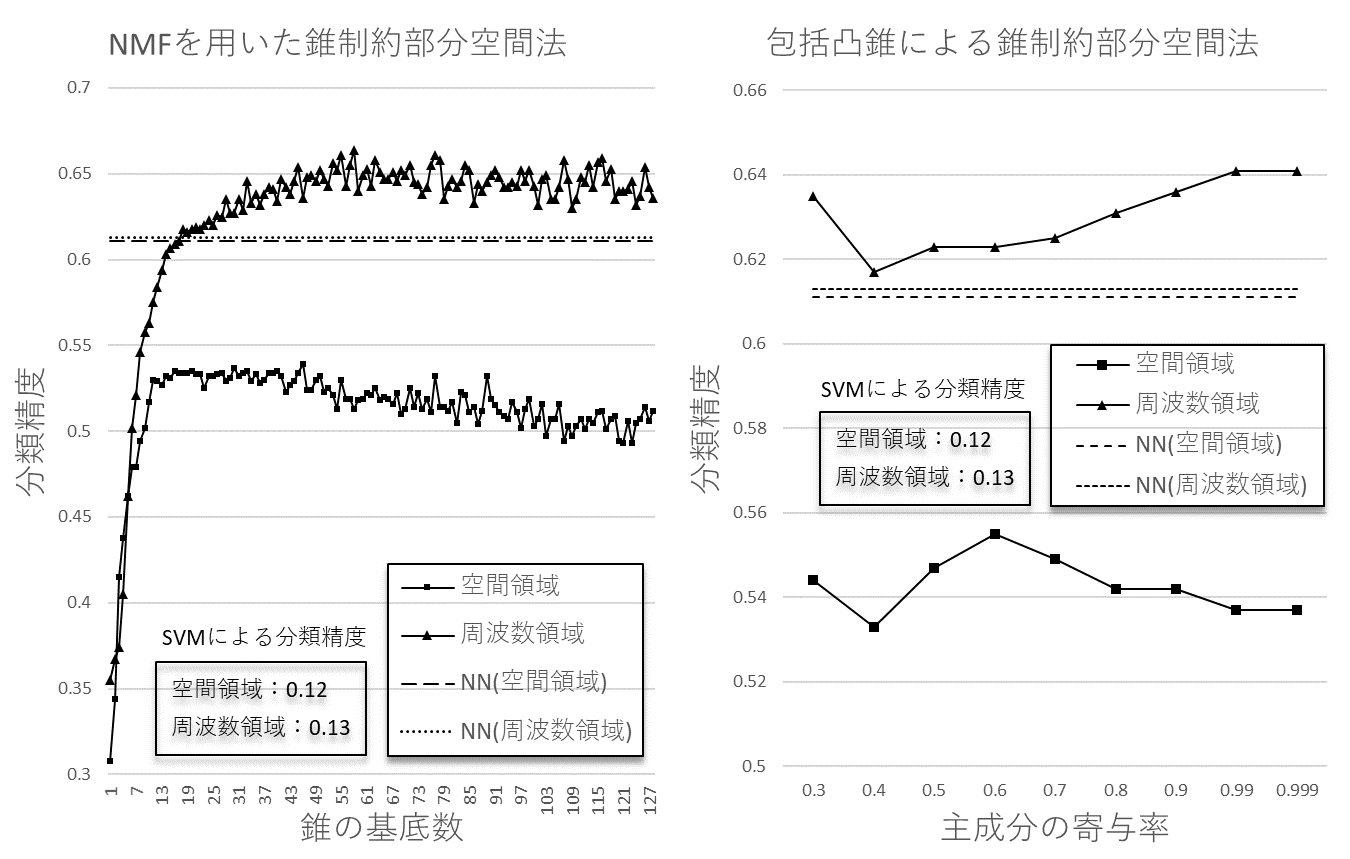 NMFを用いた錐制約部分空間法
0.7
0.65
0.6
0.55
0.5
0.45
0.4
0.35
0.3
分類精度
空間領域
周波数領域
NN(空間領域)
NN(周波数領域)
SVMによる分類精度
空間領域：0.12
周波数領域：0.13
1 7 13 19 25 31 37 43 49 55 61 67 73 79 85 91 97 103 109 115 121 127
錐の基底数
包括凸錐による錐制約部分空間法
0.66
0.64
0.62
0.6
0.58
0.56
0.54
0.52
0.5
分類精度
空間領域
周波数領域
NN(空間領域)
NN(周波数領域)
SVMによる分類精度
空間領域：0.12
周波数領域：0.13
0.3 0.4 0.5 0.6 0.7 0.8 0.9 0.99 0.999
主成分の寄与率